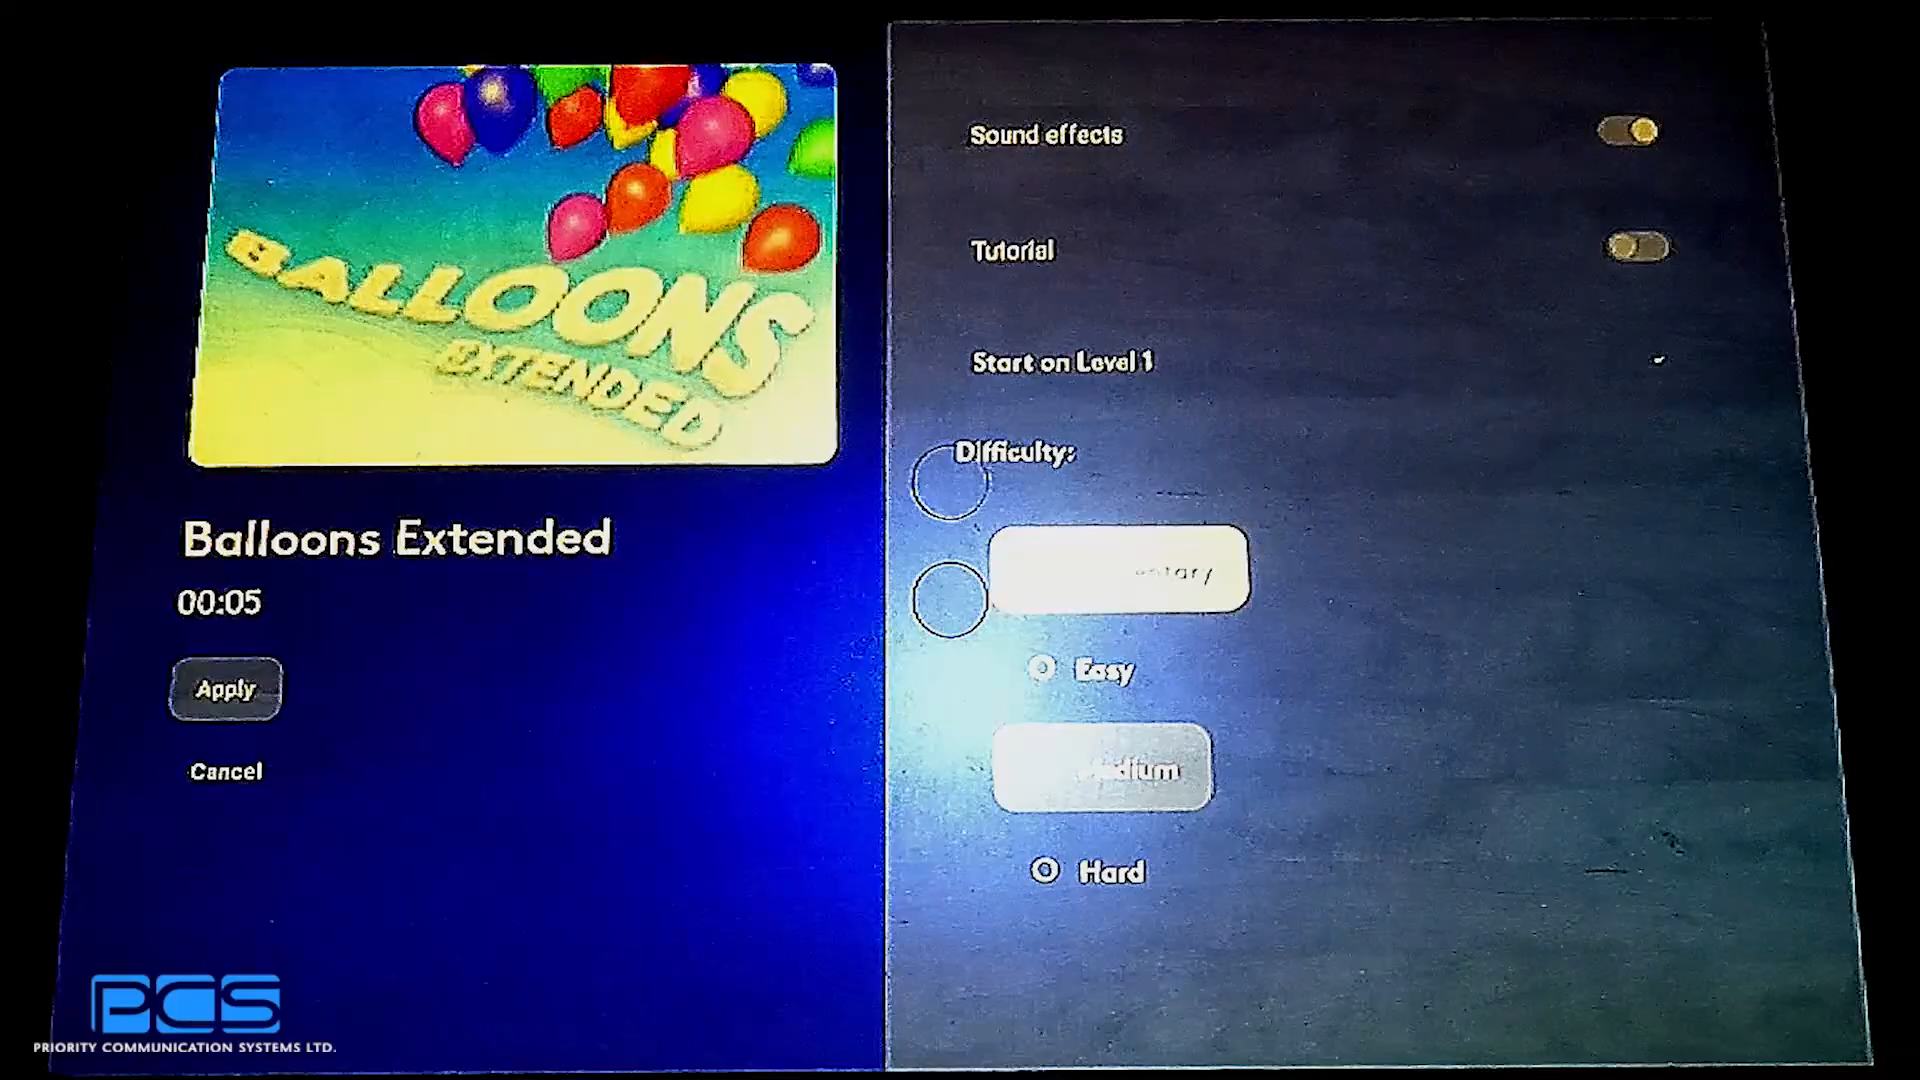 BALLOONS
EXTENDED
Balloons Extended
00:05
Apply
Cancel
Sound effects
Tutorial
Start on Level 1
Difficulty:
Easy
Medium
Hard
PCS
PRIORITY COMMUNICATION SYSTEMS LTD.